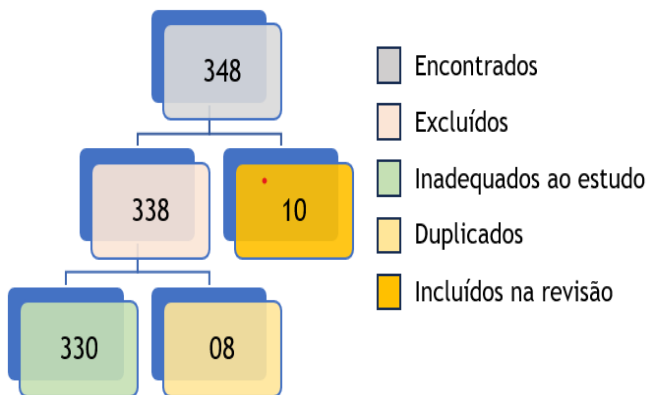 348
338
10
330
08
Encontrados
Excluídos
Inadequados ao estudo
Duplicados
Incluídos na revisão